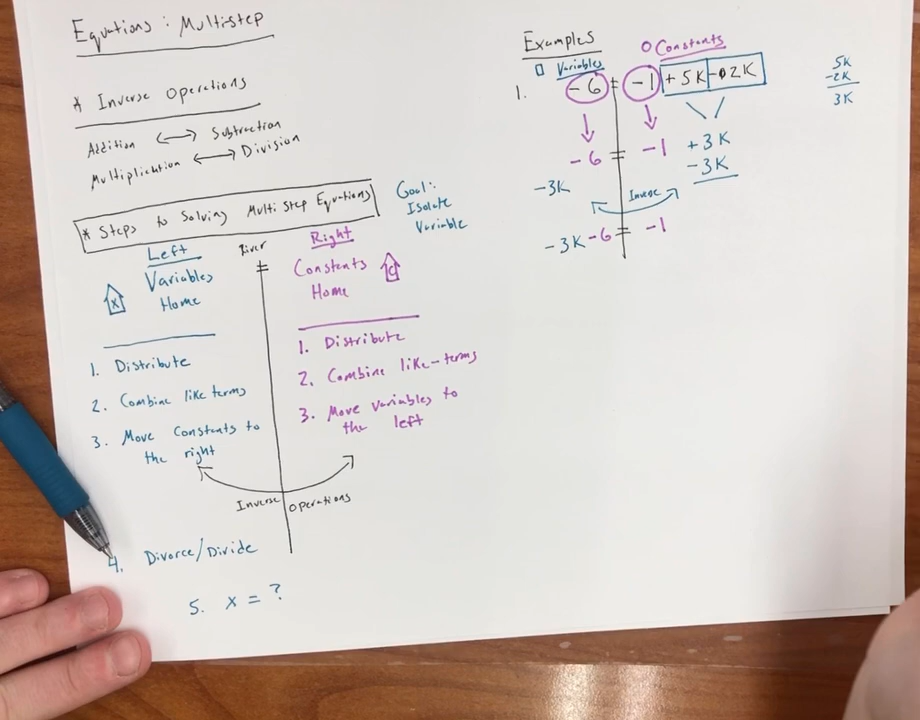 Equations: Multistep
* Inverse Operations
Addition ⟷ Subtraction
Multiplication ⟷ Division
* Steps to Solving Multi Step Equations
Goal:
Isolate
Variable
Left
Variables
Home
x
River
=
Right
Constants
Home
C
1. Distribute
2. Combine like terms
3. Move Constants to
the right
1. Distribute
2. Combine like-terms
3. Move variables to
the left
Inverse Operations
4. Divorce/Divide
5. x = ?
Examples
Variables
Constants
1. -6 = -1 +5K -2K
-6 = -1 +3K
-3K -3K
Inverse
-3K -6 = -1
5K
-2K
3K